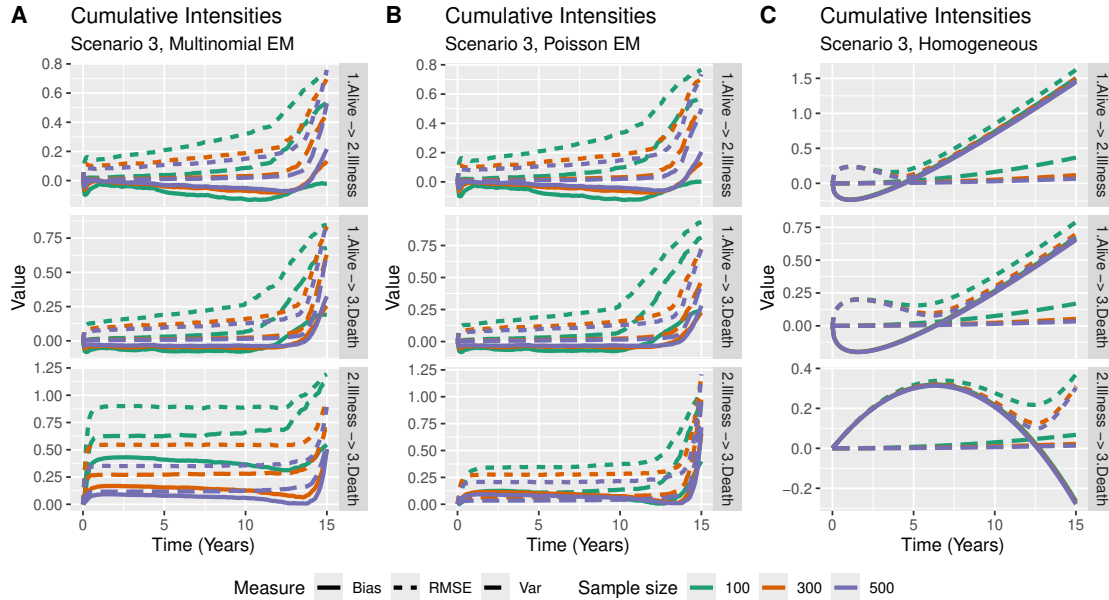 A
Cumulative Intensities
Scenario 3, Multinomial EM
0.8
0.6
0.4
0.2
0.0
1.Alive −> 2.Illness
0.75
0.50
0.25
0.00
1.Alive −> 3.Death
1.25
1.00
0.75
0.50
0.25
0.00
2.Illness −> 3.Death
Value
0 5 10 15
Time (Years)
B
Cumulative Intensities
Scenario 3, Poisson EM
0.8
0.6
0.4
0.2
0.0
1.Alive −> 2.Illness
0.75
0.50
0.25
0.00
1.Alive −> 3.Death
1.25
1.00
0.75
0.50
0.25
0.00
2.Illness −> 3.Death
Value
0 5 10 15
Time (Years)
C
Cumulative Intensities
Scenario 3, Homogeneous
1.5
1.0
0.5
0.0
1.Alive −> 2.Illness
0.75
0.50
0.25
0.00
1.Alive −> 3.Death
0.4
0.2
0.0
−0.2
2.Illness −> 3.Death
Value
0 5 10 15
Time (Years)
Measure Bias RMSE Var Sample size 100 300 500